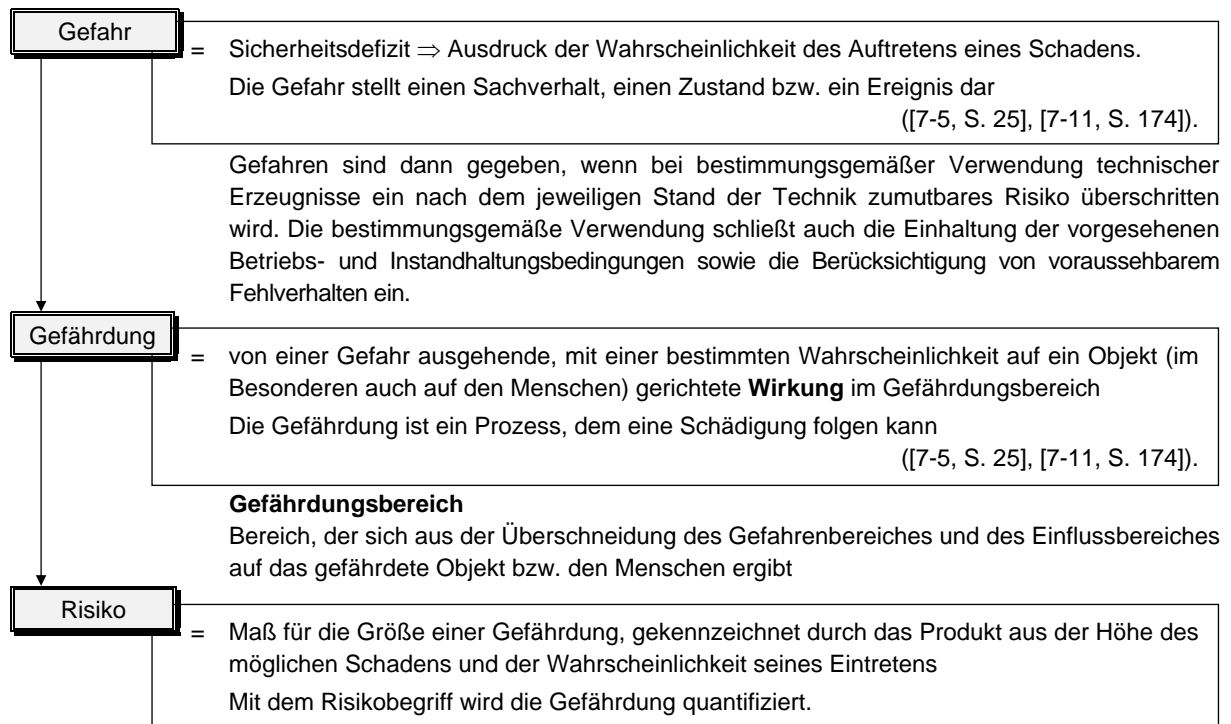 Gefahr
= Sicherheitsdefizit ⇒ Ausdruck der Wahrscheinlichkeit des Auftretens eines Schadens.
Die Gefahr stellt einen Sachverhalt, einen Zustand bzw. ein Ereignis dar
([7-5, S. 25], [7-11, S. 174]).
Gefahren sind dann gegeben, wenn bei bestimmungsgemäßer Verwendung technischer
Erzeugnisse ein nach dem jeweiligen Stand der Technik zumutbares Risiko überschritten
wird. Die bestimmungsgemäße Verwendung schließt auch die Einhaltung der vorgesehenen
Betriebs- und Instandhaltungsbedingungen sowie die Berücksichtigung von voraussehbarem
Fehlverhalten ein.
Gefährdung
= von einer Gefahr ausgehende, mit einer bestimmten Wahrscheinlichkeit auf ein Objekt (im
Besonderen auch auf den Menschen) gerichtete Wirkung im Gefährdungsbereich
Die Gefährdung ist ein Prozess, dem eine Schädigung folgen kann
([7-5, S. 25], [7-11, S. 174]).
Gefährdungsbereich
Bereich, der sich aus der Überschneidung des Gefahrenbereiches und des Einflussbereiches
auf das gefährdete Objekt bzw. den Menschen ergibt
Risiko
= Maß für die Größe einer Gefährdung, gekennzeichnet durch das Produkt aus der Höhe des
möglichen Schadens und der Wahrscheinlichkeit seines Eintretens
Mit dem Risikobegriff wird die Gefährdung quantifiziert.